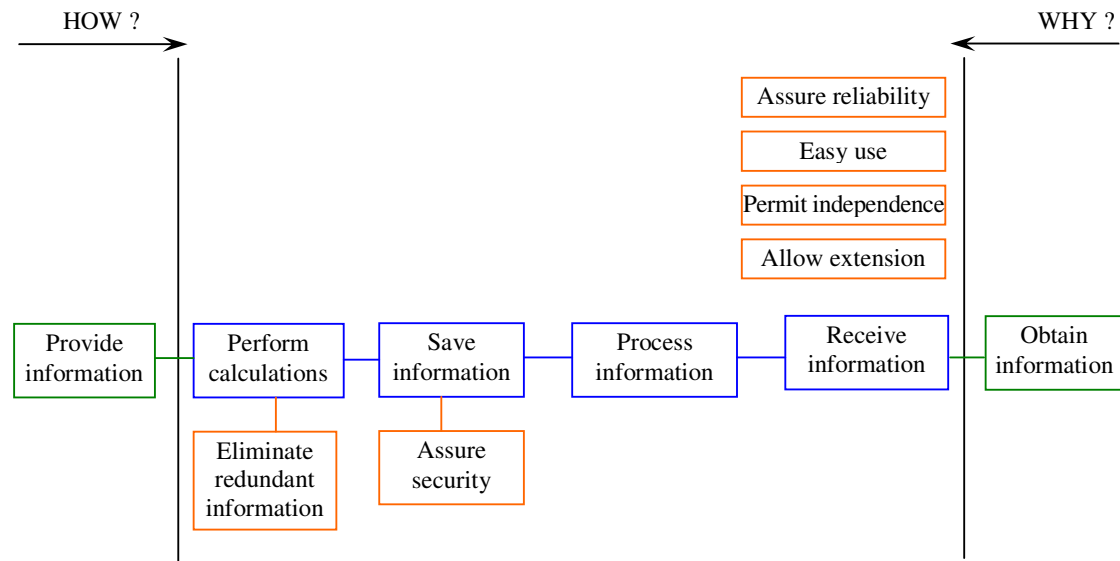 HOW ?
WHY ?
Assure reliability
Easy use
Permit independence
Allow extension
Provide
information
Perform
calculations
Save
information
Process
information
Receive
information
Obtain
information
Eliminate
redundant
information
Assure
security